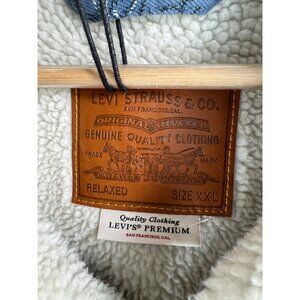 LEVI STRAUSS & CO.
SAN FRANCISCO, CAL.
ORIGINAL RIVETED
GENUINE QUALITY CLOTHING
TRADE MARK
RELAXED SIZE XXL
Quality Clothing
LEVI'S® PREMIUM
SAN FRANCISCO, CAL.